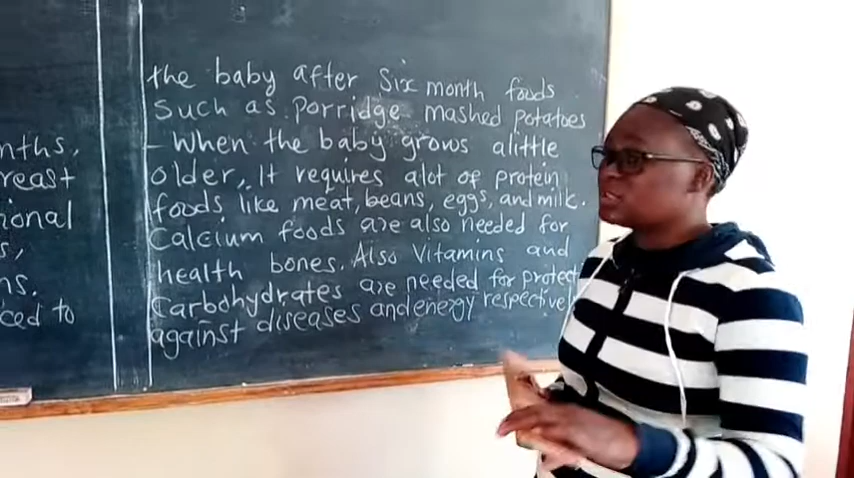 nths,
reast
ional
s,
ns.
ced to
the baby after six month foods
such as porridge, mashed potatoes
- When the baby grows alittle
older, it requires alot of protein
foods like meat, beans, eggs, and milk.
Calcium foods are also needed for
health bones. Also vitamins and
Carbohydrates are needed for protect
against diseases and energy respective